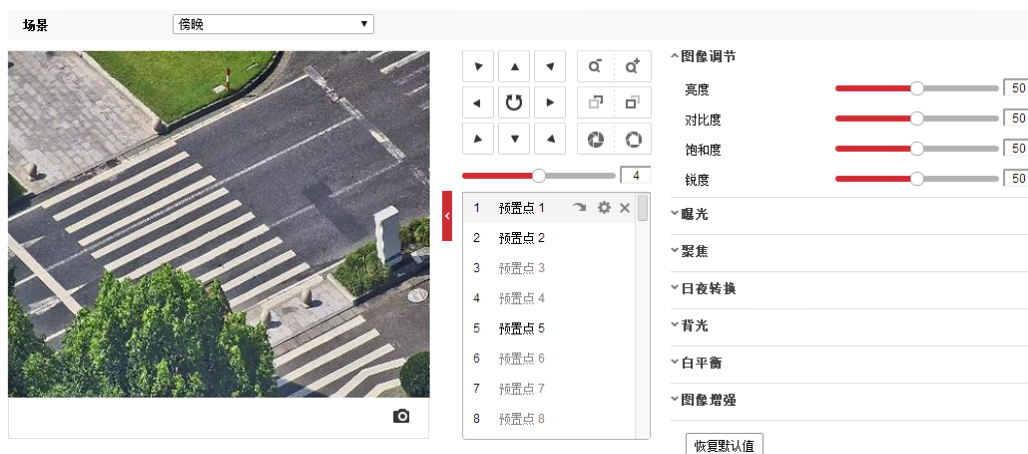 场景 傍晚
图像调节
亮度 50
对比度 50
饱和度 50
锐度 50
4
1 预置点 1
2 预置点 2
3 预置点 3
4 预置点 4
5 预置点 5
6 预置点 6
7 预置点 7
8 预置点 8
曝光
聚焦
日夜转换
背光
白平衡
图像增强
恢复默认值